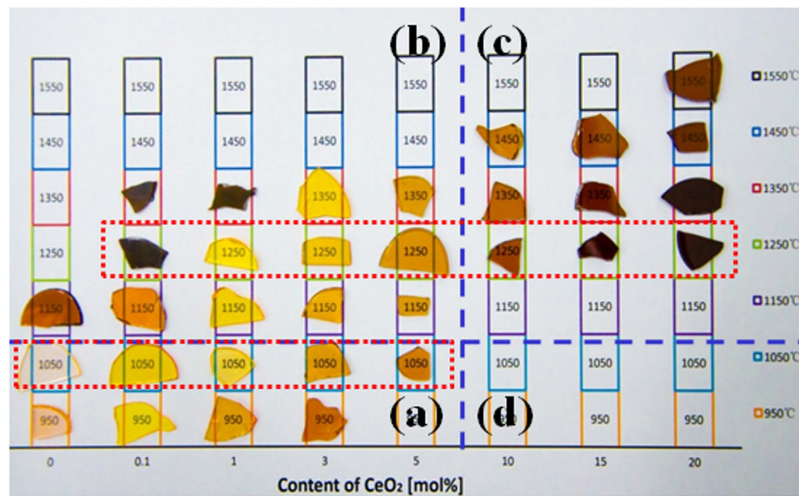 (b) (c)
1550 1550 1550 1550 1550 1550 1550 1550 1550℃
1450 1450 1450 1450 1450 1450 1450 1450 1450℃
1350 1350 1350 1350 1350 1350 1350℃
1250 1250 1250 1250 1250 1250℃
1150 1150 1150 1150 1150 1150 1150 1150 1150℃
1050 1050 1050 1050 1050 1050 1050 1050 1050℃
950 950 950 950 (a) (d) 950 950 950℃
0 0.1 1 3 5 10 15 20
Content of CeO₂ [mol%]